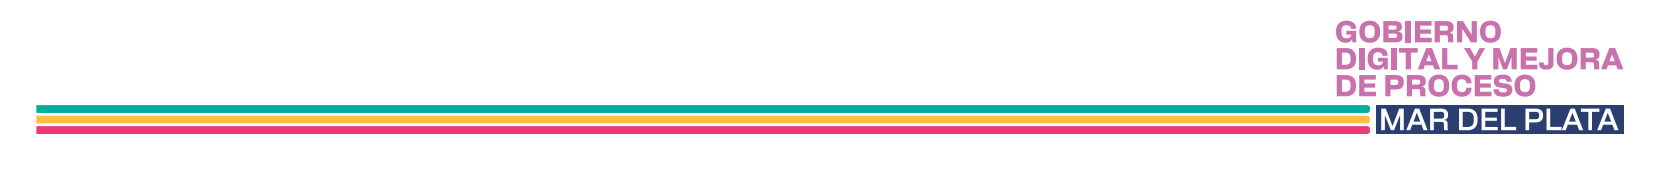 GOBIERNO
DIGITAL Y MEJORA
DE PROCESO
MAR DEL PLATA